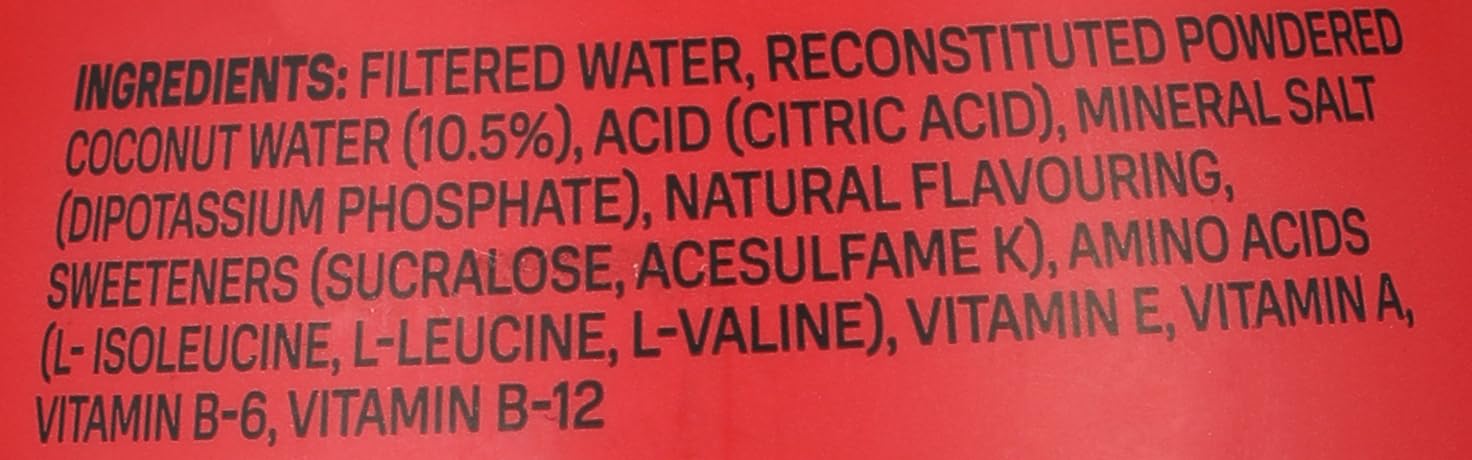 INGREDIENTS: FILTERED WATER, RECONSTITUTED POWDERED
COCONUT WATER (10.5%), ACID (CITRIC ACID), MINERAL SALT
(DIPOTASSIUM PHOSPHATE), NATURAL FLAVOURING,
SWEETENERS (SUCRALOSE, ACESULFAME K), AMINO ACIDS
(L-ISOLEUCINE, L-LEUCINE, L-VALINE), VITAMIN E, VITAMIN A,
VITAMIN B-6, VITAMIN B-12